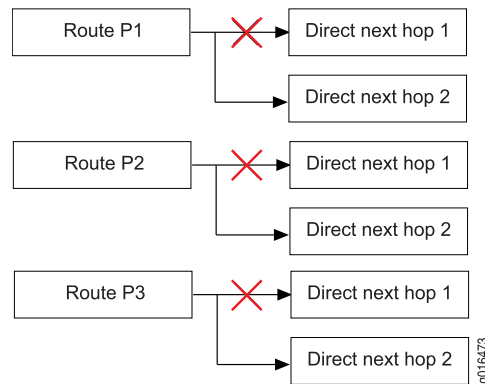 Route P1
Direct next hop 1
Direct next hop 2
Route P2
Direct next hop 1
Direct next hop 2
Route P3
Direct next hop 1
Direct next hop 2
g016473